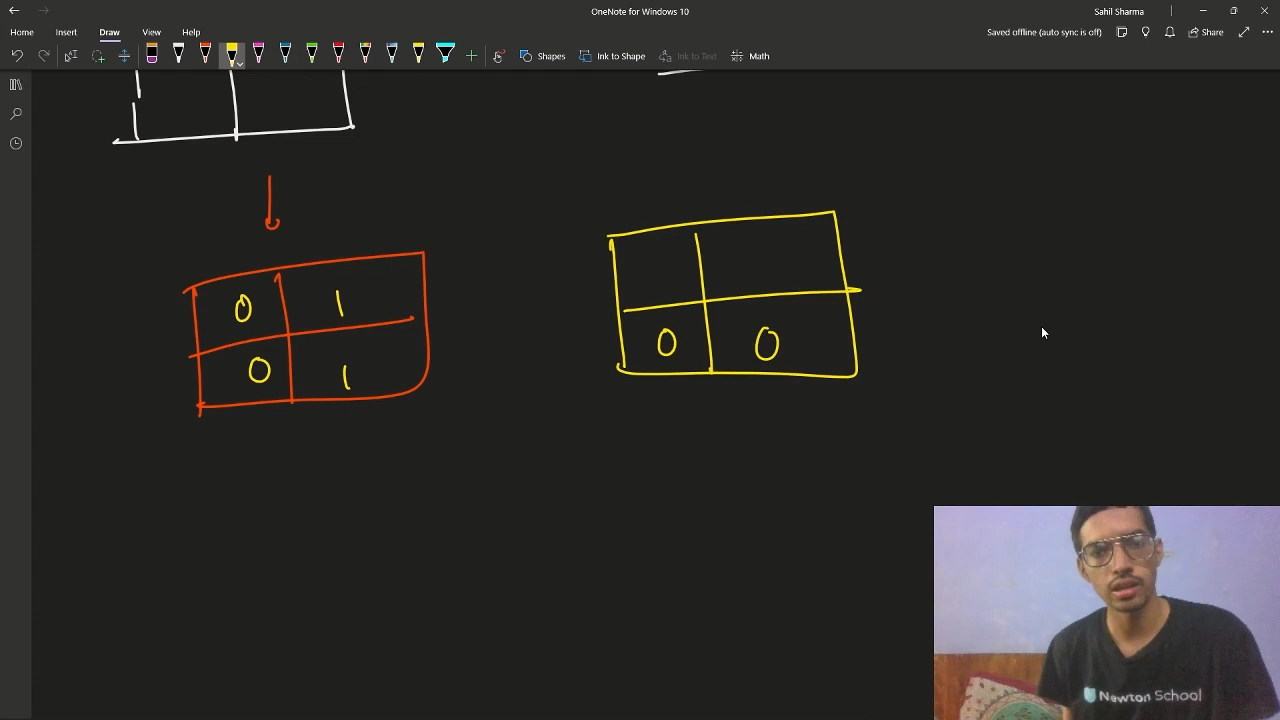 OneNote for Windows 10
Sahil Sharma
Home Insert Draw View Help
Saved offline (auto sync is off)
Share
Shapes
Ink to Shape
Ink to Text
Math
0 1
0 1
0 0
Newton School